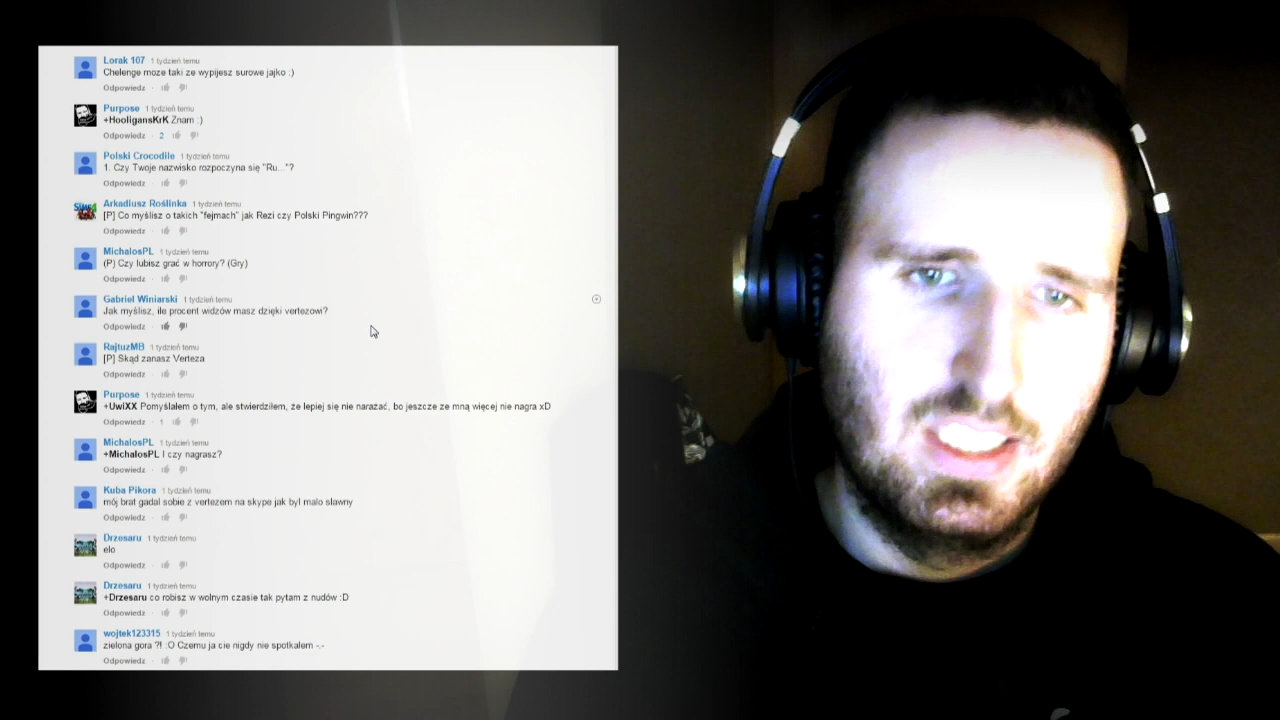 Lorak 107 1 tydzień temu
Chelenge moze taki ze wypijesz surowe jajko :)
Odpowiedz ·
Purpose 1 tydzień temu
+HooligansKrK Znam :)
Odpowiedz · 2
Polski Crocodile 1 tydzień temu
1. Czy Twoje nazwisko rozpoczyna się "Ru..."?
Odpowiedz ·
Arkadiusz Roślinka 1 tydzień temu
[P] Co myślisz o takich "fejmach" jak Rezi czy Polski Pingwin???
Odpowiedz ·
MichalosPL 1 tydzień temu
(P) Czy lubisz grać w horrory? (Gry)
Odpowiedz ·
Gabriel Winiarski 1 tydzień temu
Jak myślisz, ile procent widzów masz dzięki vertezowi?
Odpowiedz ·
RajtuzMB 1 tydzień temu
[P] Skąd zanasz Verteza
Odpowiedz ·
Purpose 1 tydzień temu
+UwiXX Pomyślałem o tym, ale stwierdziłem, że lepiej się nie narażać, bo jeszcze ze mną więcej nie nagra xD
Odpowiedz · 1
MichalosPL 1 tydzień temu
+MichalosPL I czy nagrasz?
Odpowiedz ·
Kuba Pikora 1 tydzień temu
mój brat gadal sobie z vertezem na skype jak byl malo slawny
Odpowiedz ·
Drzesaru 1 tydzień temu
elo
Odpowiedz ·
Drzesaru 1 tydzień temu
+Drzesaru co robisz w wolnym czasie tak pytam z nudów :D
Odpowiedz ·
wojtek123315 1 tydzień temu
zielona gora ?! :O Czemu ja cie nigdy nie spotkalem -.-
Odpowiedz ·